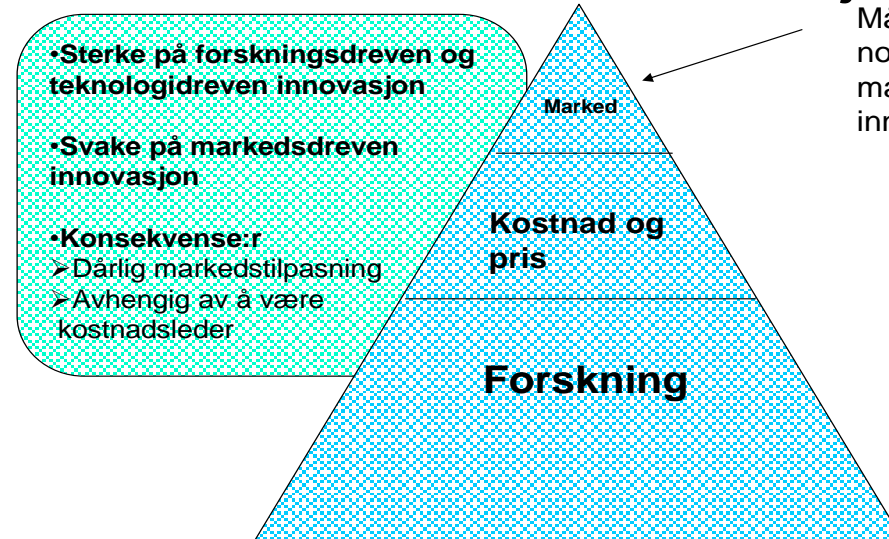 •Sterke på forskningsdreven og
teknologidreven innovasjon
•Svake på markedsdreven
innovasjon
•Konsekvense:r
➢Dårlig markedstilpasning
➢Avhengig av å være
kostnadsleder
Marked
Kostnad og
pris
Forskning